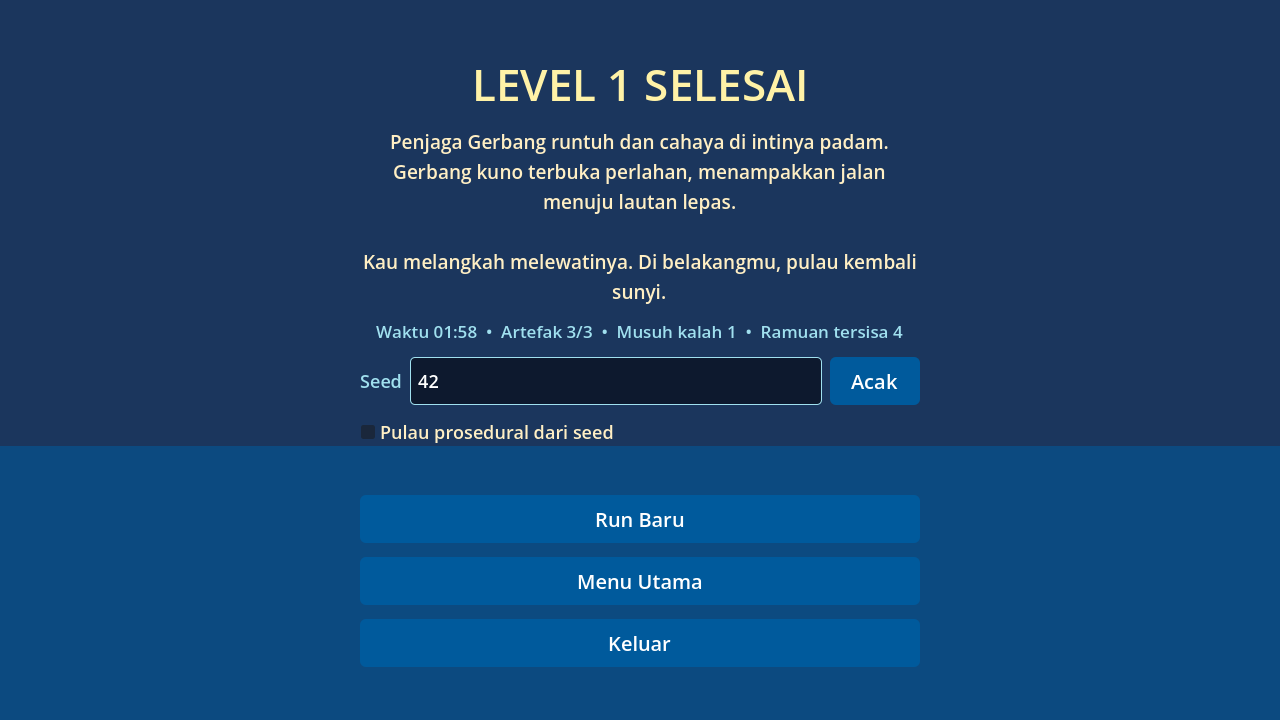 LEVEL 1 SELESAI
Penjaga Gerbang runtuh dan cahaya di intinya padam.
Gerbang kuno terbuka perlahan, menampakkan jalan
menuju lautan lepas.
Kau melangkah melewatinya. Di belakangmu, pulau kembali
sunyi.
Waktu 01:58 • Artefak 3/3 • Musuh kalah 1 • Ramuan tersisa 4
Seed 42 Acak
Pulau prosedural dari seed
Run Baru
Menu Utama
Keluar